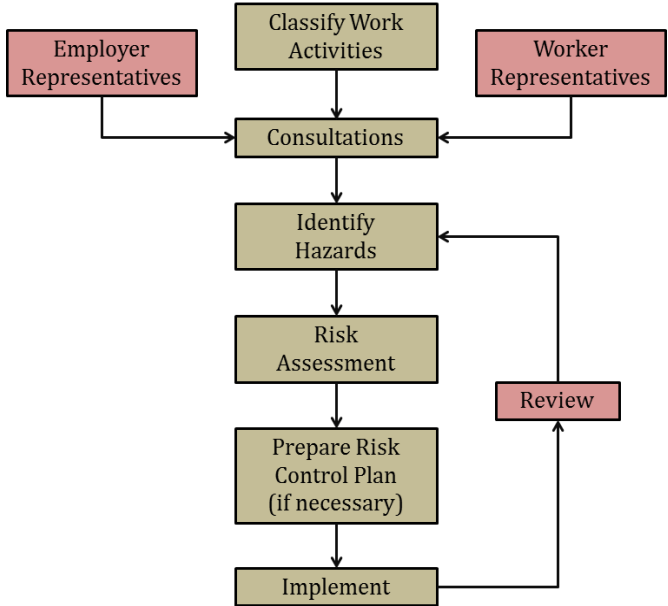 Classify Work
Activities
Employer
Representatives
Worker
Representatives
Consultations
Identify
Hazards
Risk
Assessment
Review
Prepare Risk
Control Plan
(if necessary)
Implement